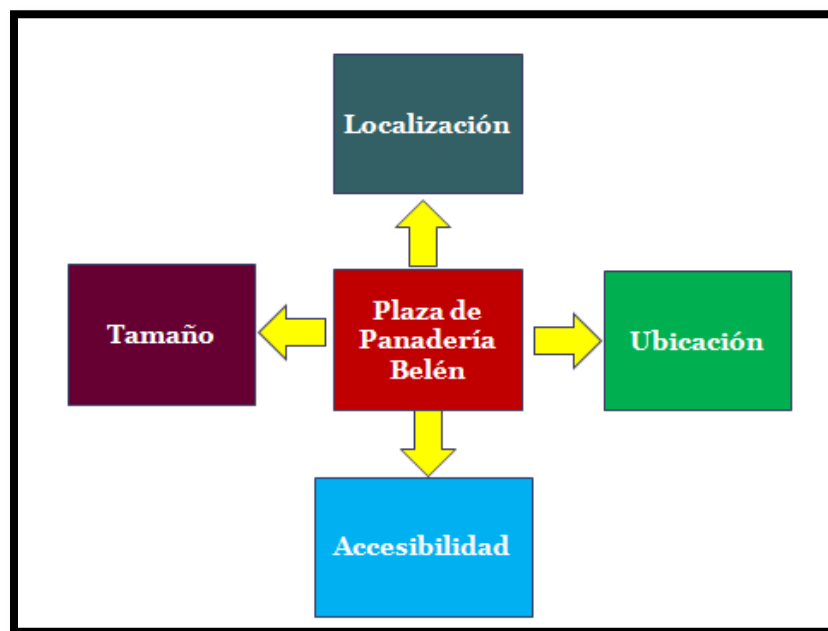 Localización
Tamaño
Plaza de
Panadería
Belén
Ubicación
Accesibilidad